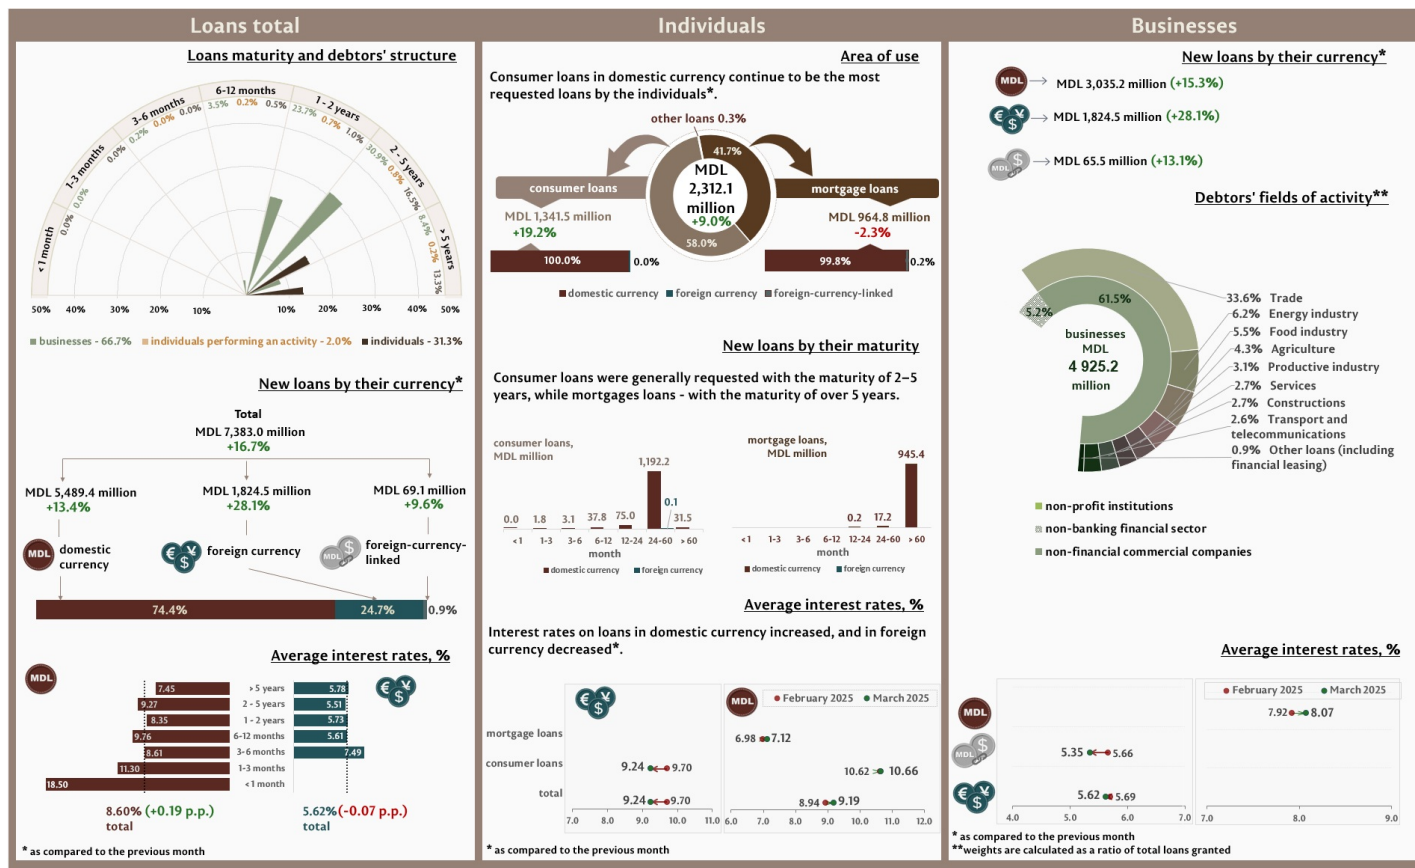 Loans total
Loans maturity and debtors' structure
< 1 month
1-3 months
3-6 months
6-12 months
1 - 2 years
2 - 5 years
> 5 years
0.0%
0.0%
0.0%
0.2%
0.0%
0.0%
3.5%
0.2%
0.5%
23.7%
0.7%
1.0%
30.9%
0.8%
16.5%
8.4%
0.2%
13.3%
50% 40% 30% 20% 10% 10% 20% 30% 40% 50%
businesses - 66.7% individuals performing an activity - 2.0% individuals - 31.3%
New loans by their currency*
Total
MDL 7,383.0 million
+16.7%
MDL 5,489.4 million
+13.4%
MDL 1,824.5 million
+28.1%
MDL 69.1 million
+9.6%
MDL domestic
currency
€ ¥ $ foreign currency
MDL $ foreign-currency-
linked
74.4% 24.7% 0.9%
Average interest rates, %
MDL
€ ¥ $
7.45 > 5 years 5.78
9.27 2 - 5 years 5.51
8.35 1 - 2 years 5.73
9.76 6-12 months 5.61
8.61 3-6 months 7.49
11.30 1-3 months
18.50 < 1 month
8.60% (+0.19 p.p.)
total
5.62%(-0.07 p.p.)
total
* as compared to the previous month
Individuals
Area of use
Consumer loans in domestic currency continue to be the most
requested loans by the individuals*.
other loans 0.3%
41.7%
MDL
2,312.1
million
+9.0%
58.0%
consumer loans
MDL 1,341.5 million
+19.2%
100.0% 0.0%
mortgage loans
MDL 964.8 million
-2.3%
99.8% 0.2%
domestic currency foreign currency foreign-currency-linked
New loans by their maturity
Consumer loans were generally requested with the maturity of 2–5
years, while mortgages loans - with the maturity of over 5 years.
consumer loans,
MDL million
1,192.2
0.1
0.0 1.8 3.1 37.8 75.0 31.5
< 1 1-3 3-6 6-12 12-24 24-60 > 60
month
domestic currency foreign currency
mortgage loans,
MDL million
945.4
0.2 17.2
< 1 1-3 3-6 6-12 12-24 24-60 > 60
month
domestic currency foreign currency
Average interest rates, %
Interest rates on loans in domestic currency increased, and in foreign
currency decreased*.
€ ¥ $
MDL February 2025 March 2025
mortgage loans 6.98 7.12
consumer loans 9.24 9.70 10.62 10.66
total 9.24 9.70 8.94 9.19
7.0 8.0 9.0 10.0 11.0 6.0 7.0 8.0 9.0 10.0 11.0 12.0
* as compared to the previous month
Businesses
New loans by their currency*
MDL MDL 3,035.2 million (+15.3%)
€ ¥ $ MDL 1,824.5 million (+28.1%)
MDL $ MDL 65.5 million (+13.1%)
Debtors' fields of activity**
61.5%
5.2%
businesses
MDL
4 925.2
million
33.6% Trade
6.2% Energy industry
5.5% Food industry
4.3% Agriculture
3.1% Productive industry
2.7% Services
2.7% Constructions
2.6% Transport and
telecommunications
0.9% Other loans (including
financial leasing)
non-profit institutions
non-banking financial sector
non-financial commercial companies
Average interest rates, %
February 2025 March 2025
MDL 7.92 8.07
MDL $ 5.35 5.66
€ ¥ $ 5.62 5.69
4.0 5.0 6.0 7.0 7.0 8.0 9.0
* as compared to the previous month
**weights are calculated as a ratio of total loans granted